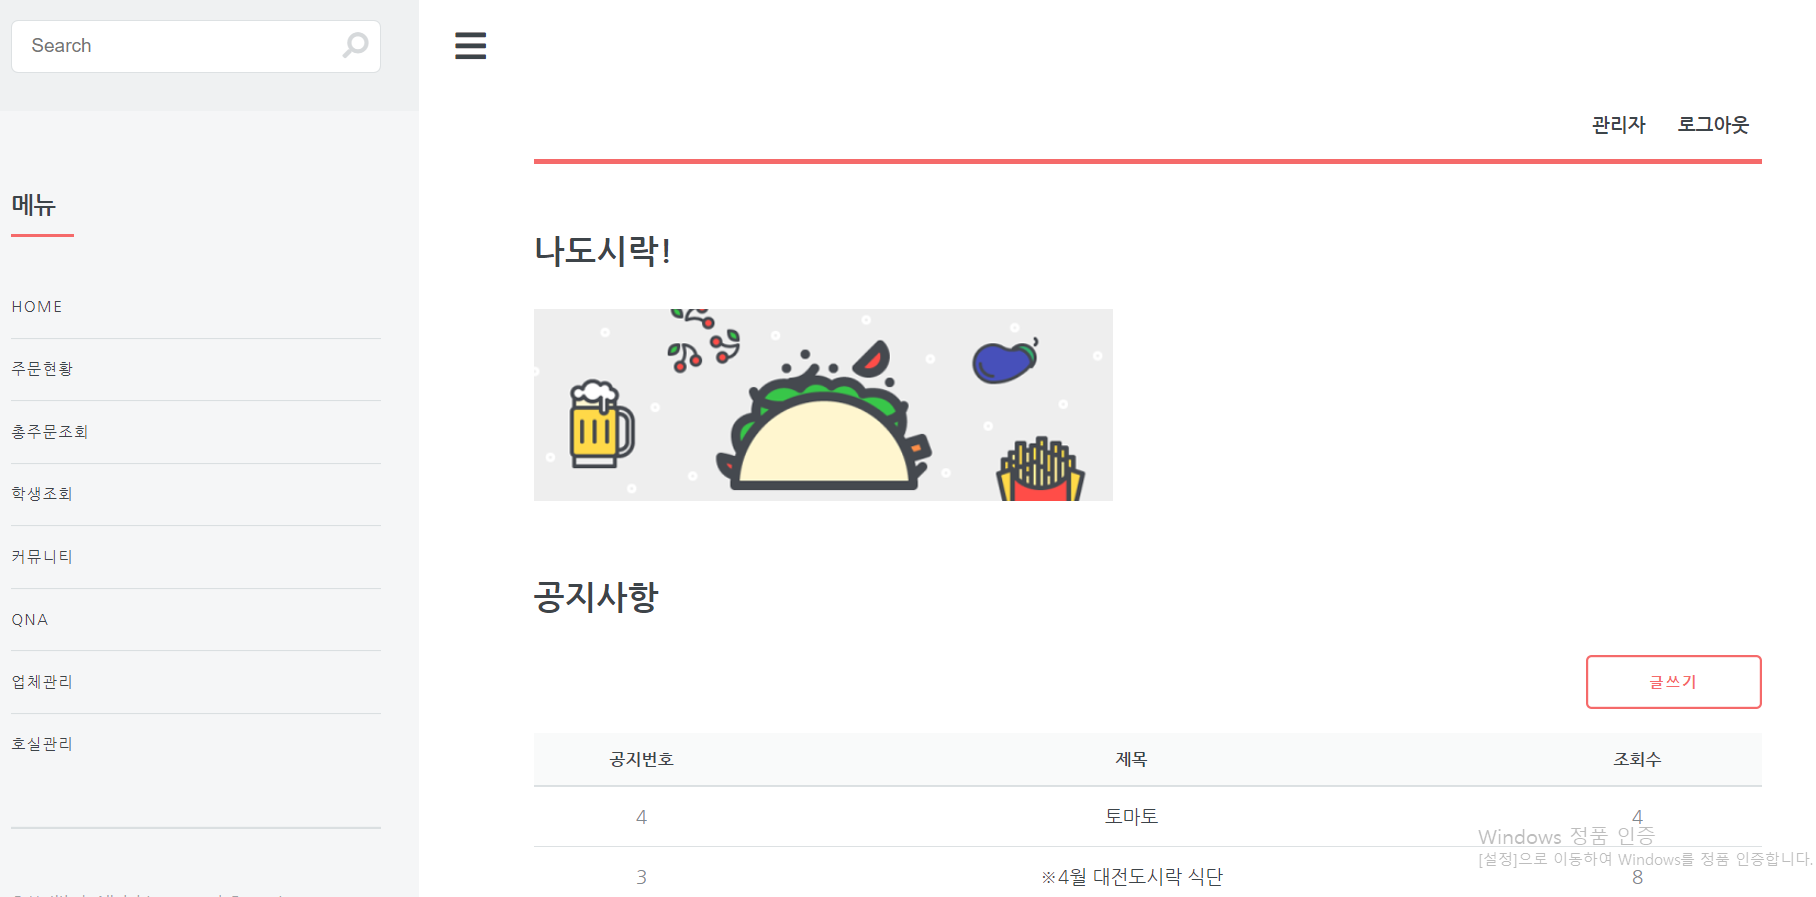 Search
관리자 로그아웃
메뉴
HOME
주문현황
총주문조회
학생조회
커뮤니티
QNA
업체관리
호실관리
나도시락!
공지사항
글쓰기
공지번호 제목 조회수
4 토마토 4
3 ※4월 대전도시락 식단 8
Windows 정품 인증
[설정]으로 이동하여 Windows를 정품 인증합니다.